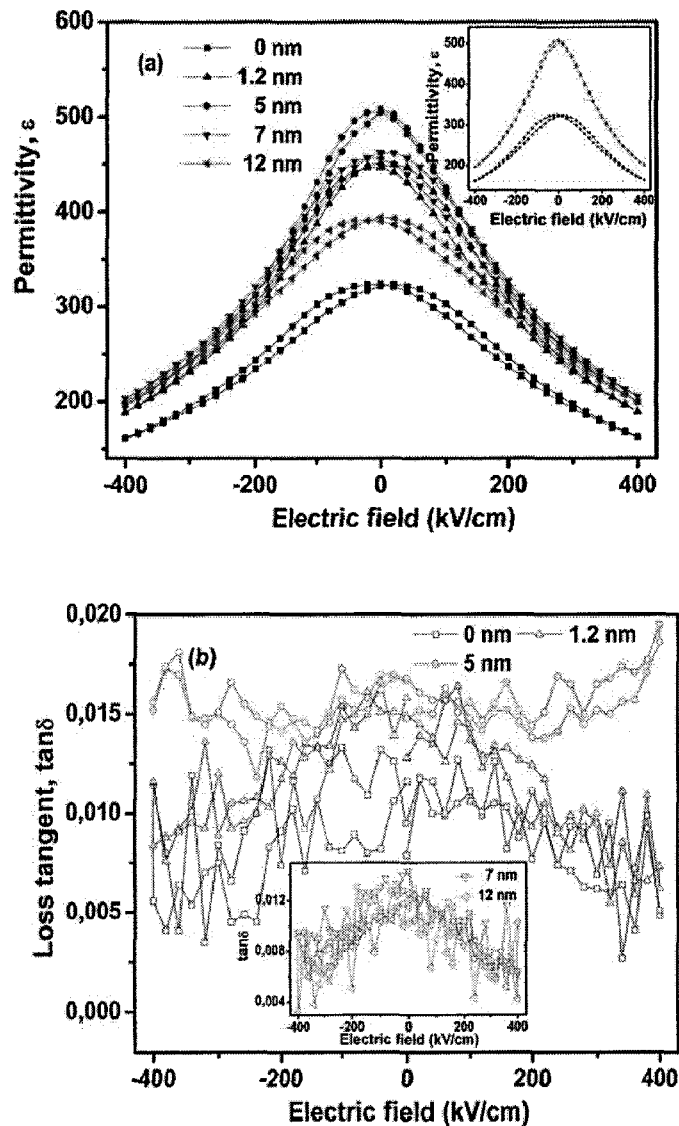 600
500
400
300
200
Permittivity, ε
(a)
0 nm
1.2 nm
5 nm
7 nm
12 nm
500
400
300
200
Permittivity, ε
-400 -200 0 200 400
Electric field (kV/cm)
-400 -200 0 200 400
Electric field (kV/cm)
0,020
0,015
0,010
0,005
0,000
Loss tangent, tanδ
(b)
0 nm 1.2 nm
5 nm
7 nm
12 nm
0,012
0,008
0,004
tanδ
-400 -200 0 200 400
Electric field (kV/cm)
-400 -200 0 200 400
Electric field (kV/cm)